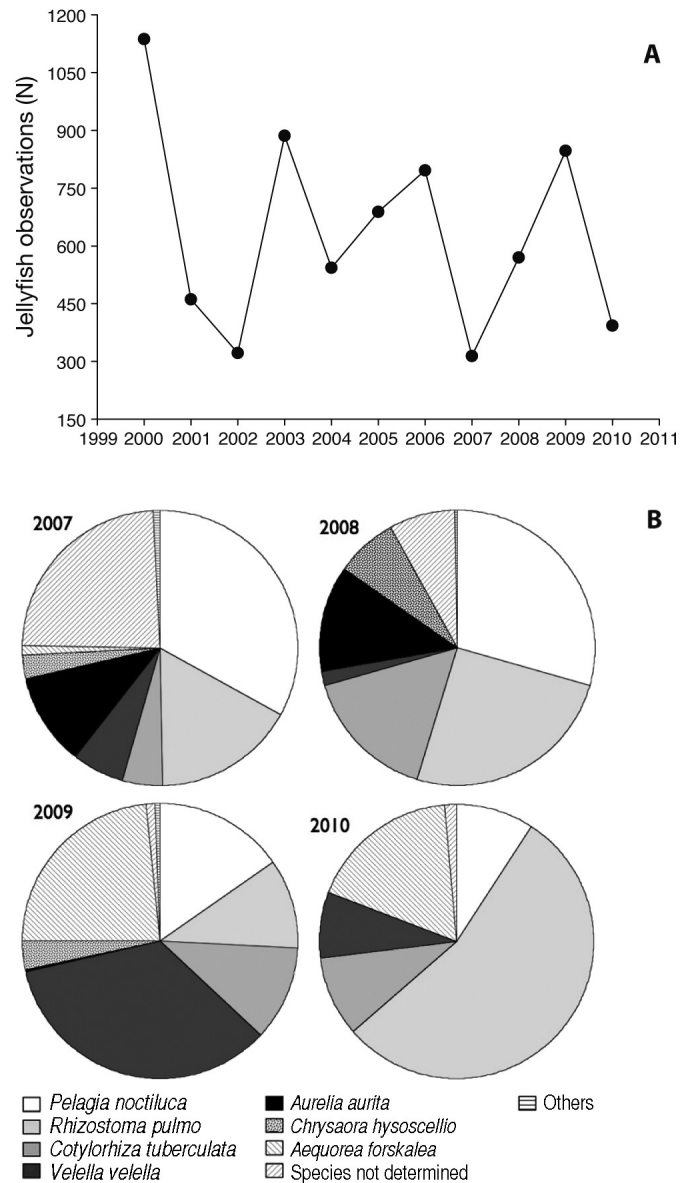 A
Jellyfish observations (N)
1200
1050
900
750
600
450
300
150
1999 2000 2001 2002 2003 2004 2005 2006 2007 2008 2009 2010 2011
B
2007
2008
2009
2010
Pelagia noctiluca
Rhizostoma pulmo
Cotylorhiza tuberculata
Velella velella
Aurelia aurita
Chrysaora hysoscellio
Aequorea forskalea
Species not determined
Others